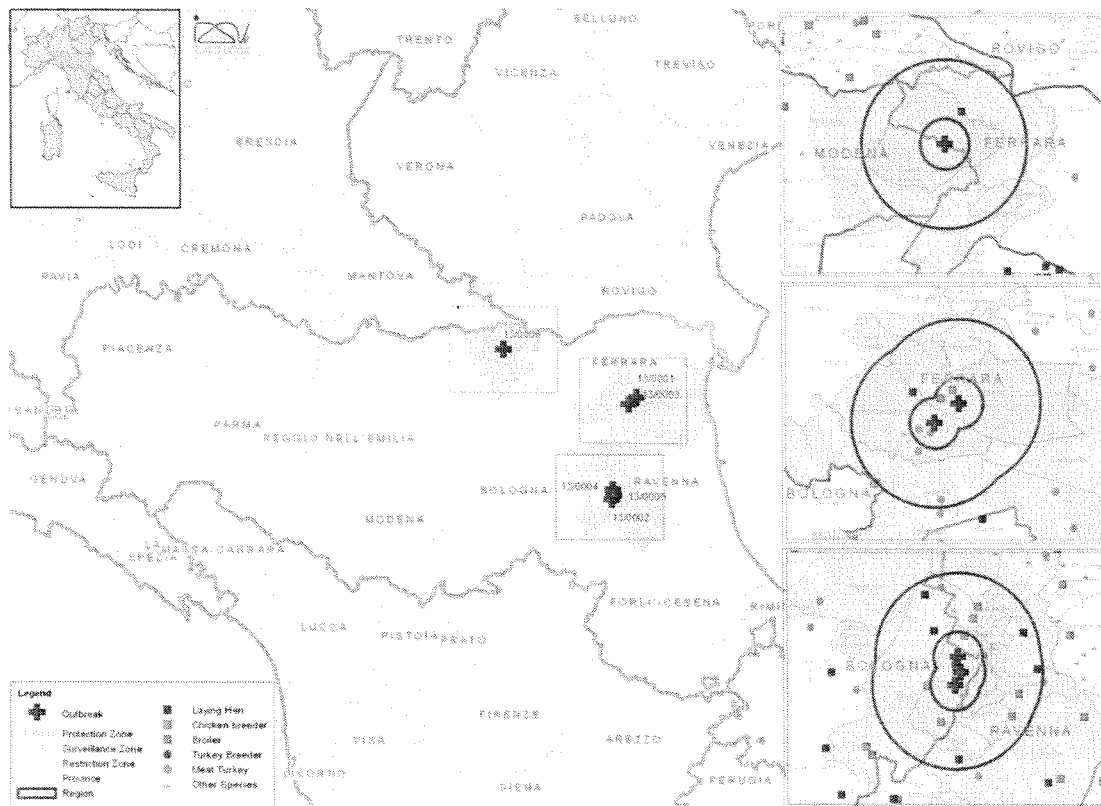 BELLUNO
TRENTO
VICENZA
TREVISO
BRESCIA
VERONA
VENEZIA
PADOVA
LODI
CREMONA
PAVIA
MANTOVA
ROVIGO
PIACENZA
FERRARA
13/0001
13/0003
PARMA
REGGIO NELL'EMILIA
GENOVA
BOLOGNA
13/0004
RAVENNA
13/0002
MODENA
MASSA-CARRARA
FORLI'-CESENA
LUCCA
PISTOIA
PRATO
FIRENZE
PISA
AREZZO
LIVORNO
SIENA
PERUGIA
ROVIGO
MODENA
FERRARA
FERRARA
BOLOGNA
BOLOGNA
RAVENNA
Legend
Outbreak
Protection Zone
Surveillance Zone
Restriction Zone
Province
Region
Laying Hen
Chicken breeder
Broiler
Turkey Breeder
Meat Turkey
Other Species